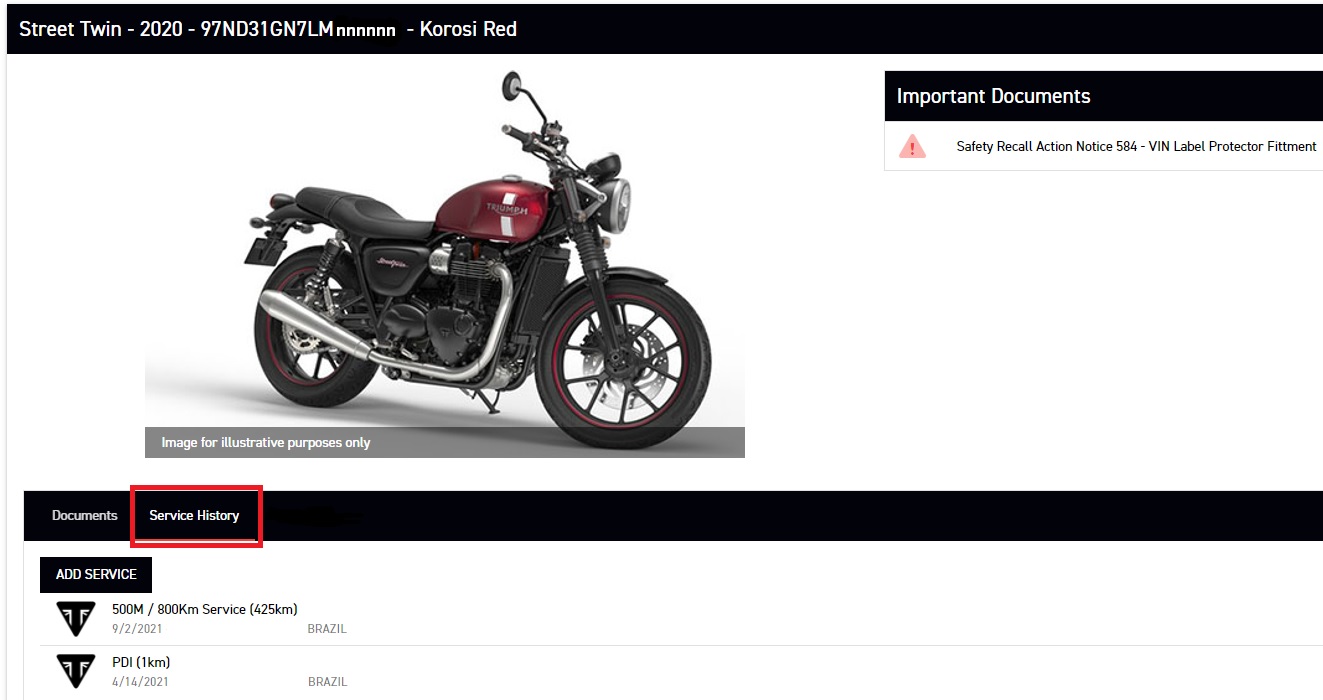 Street Twin - 2020 - 97ND31GN7LMnnnnnn - Korosi Red
Important Documents
Safety Recall Action Notice 584 - VIN Label Protector Fittment
TRIUMPH
Image for illustrative purposes only
Documents
Service History
ADD SERVICE
500M / 800Km Service (425km)
9/2/2021 BRAZIL
PDI (1km)
4/14/2021 BRAZIL